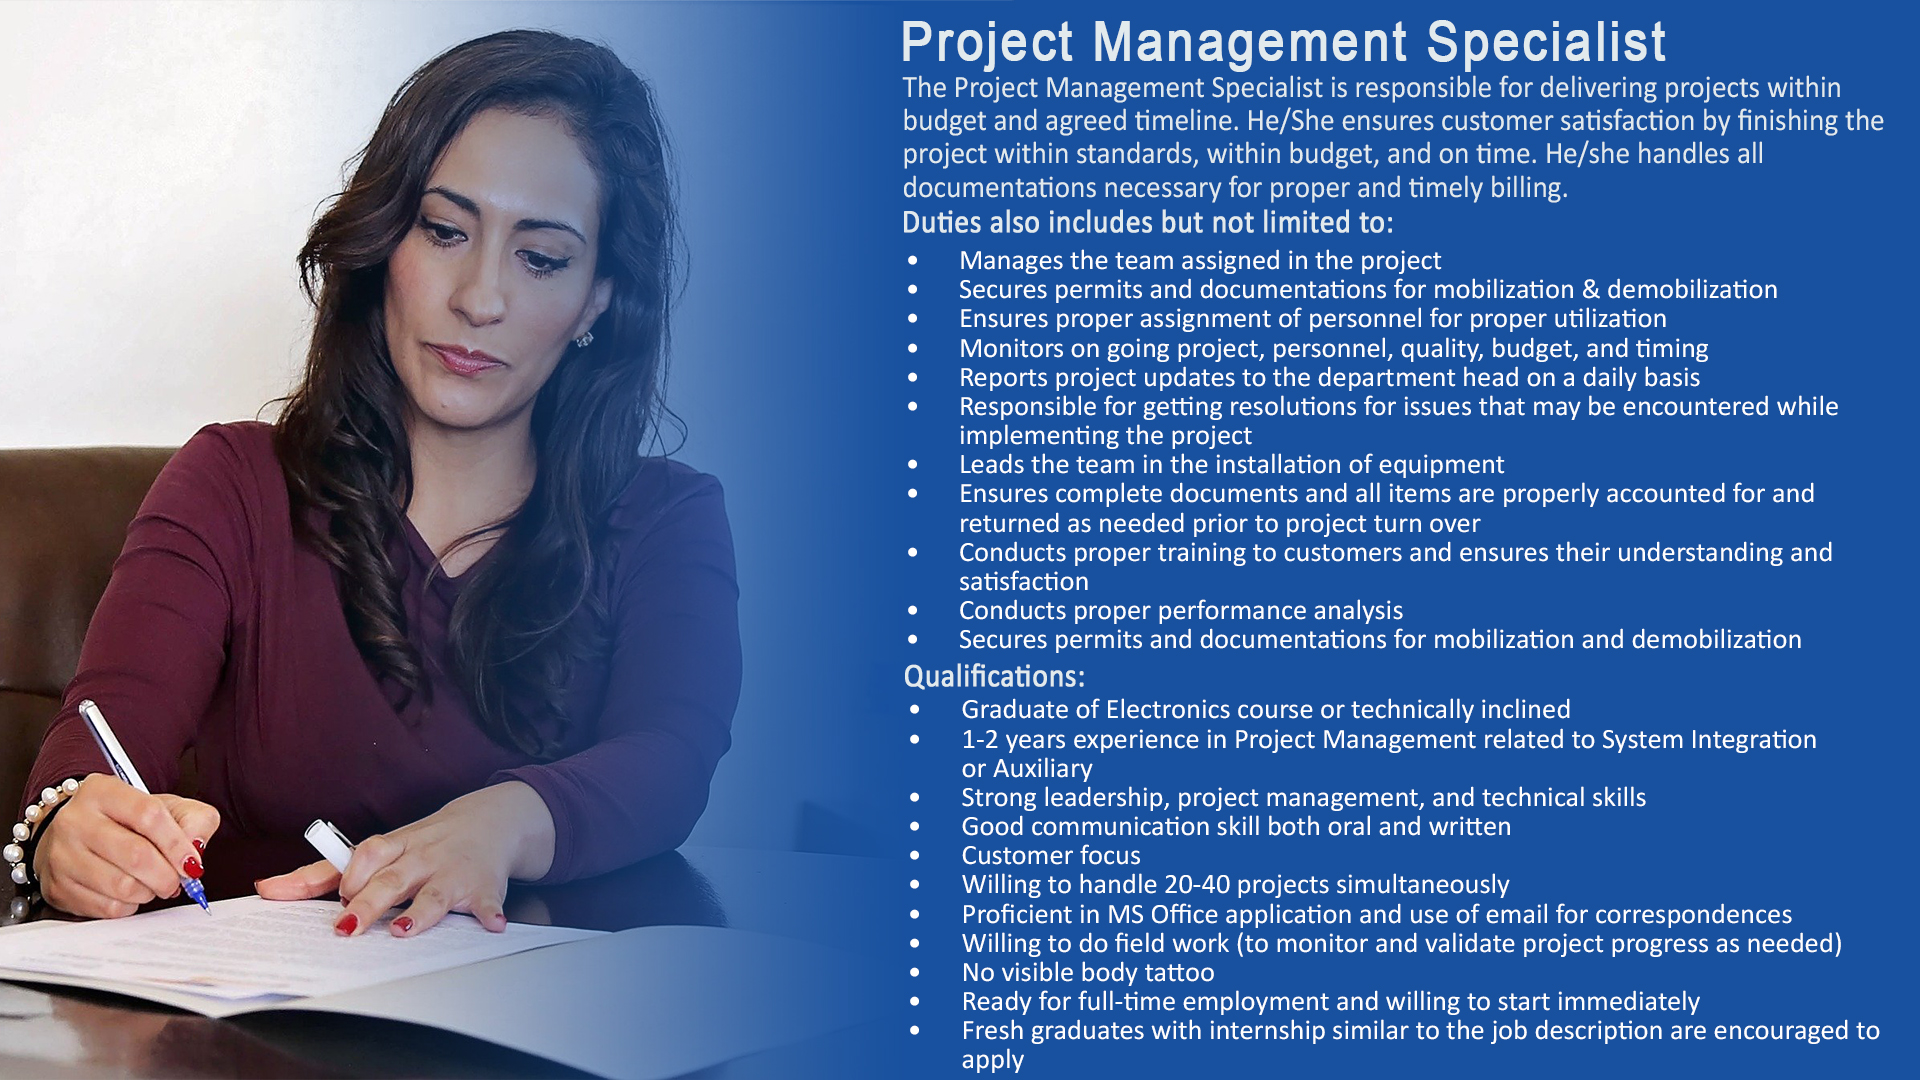 Project Management Specialist
The Project Management Specialist is responsible for delivering projects within
budget and agreed timeline. He/She ensures customer satisfaction by finishing the
project within standards, within budget, and on time. He/she handles all
documentations necessary for proper and timely billing.
Duties also includes but not limited to:
• Manages the team assigned in the project
• Secures permits and documentations for mobilization & demobilization
• Ensures proper assignment of personnel for proper utilization
• Monitors on going project, personnel, quality, budget, and timing
• Reports project updates to the department head on a daily basis
• Responsible for getting resolutions for issues that may be encountered while
implementing the project
• Leads the team in the installation of equipment
• Ensures complete documents and all items are properly accounted for and
returned as needed prior to project turn over
• Conducts proper training to customers and ensures their understanding and
satisfaction
• Conducts proper performance analysis
• Secures permits and documentations for mobilization and demobilization
Qualifications:
• Graduate of Electronics course or technically inclined
• 1-2 years experience in Project Management related to System Integration
or Auxiliary
• Strong leadership, project management, and technical skills
• Good communication skill both oral and written
• Customer focus
• Willing to handle 20-40 projects simultaneously
• Proficient in MS Office application and use of email for correspondences
• Willing to do field work (to monitor and validate project progress as needed)
• No visible body tattoo
• Ready for full-time employment and willing to start immediately
• Fresh graduates with internship similar to the job description are encouraged to
apply